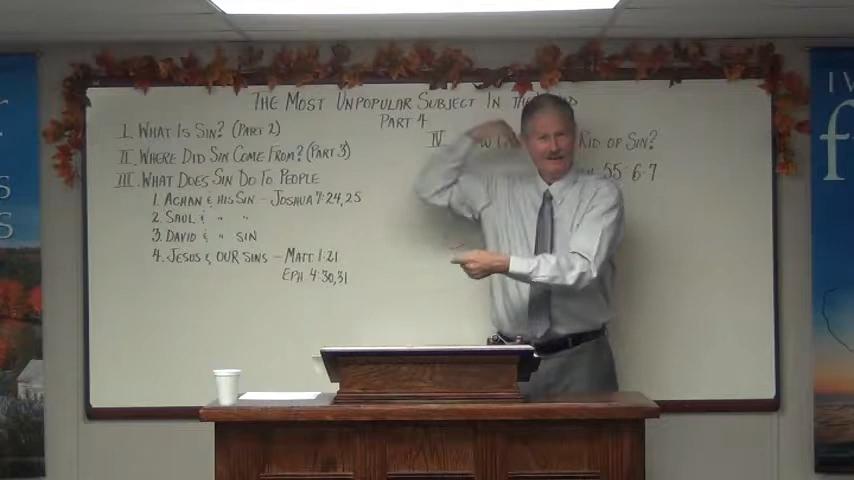 The Most Unpopular Subject In the
Part 4
I. What Is Sin? (Part 2)
II. Where Did Sin Come From? (Part 3)
III. What Does Sin Do To People
1. Achan & His Sin - Joshua 7:24,25
2. Saul & " "
3. David & " Sin
4. Jesus & Our Sins - Matt 1:21
Eph 4:30,31
IV. Rid of Sin?
55:6-7
I W
f
S
S